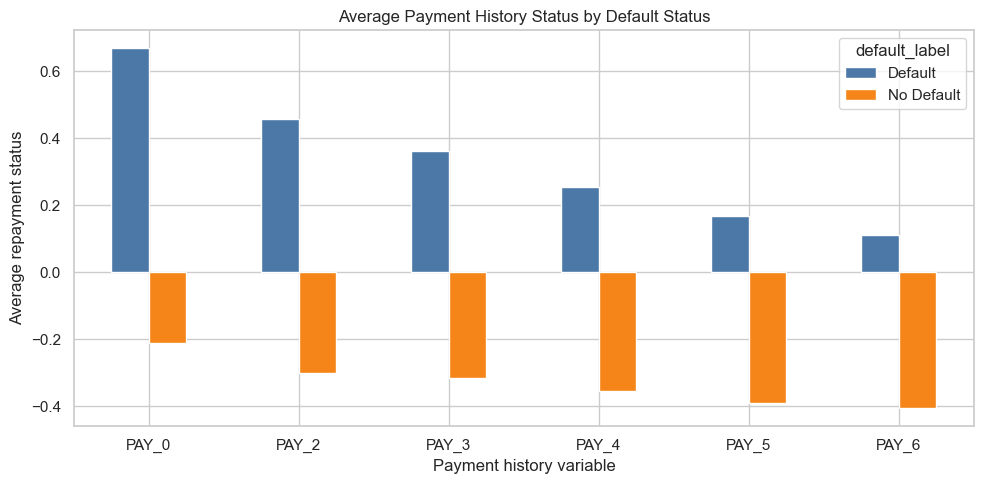 Average Payment History Status by Default Status
default_label
Default
No Default
Average repayment status
0.6
0.4
0.2
0.0
−0.2
−0.4
PAY_0 PAY_2 PAY_3 PAY_4 PAY_5 PAY_6
Payment history variable